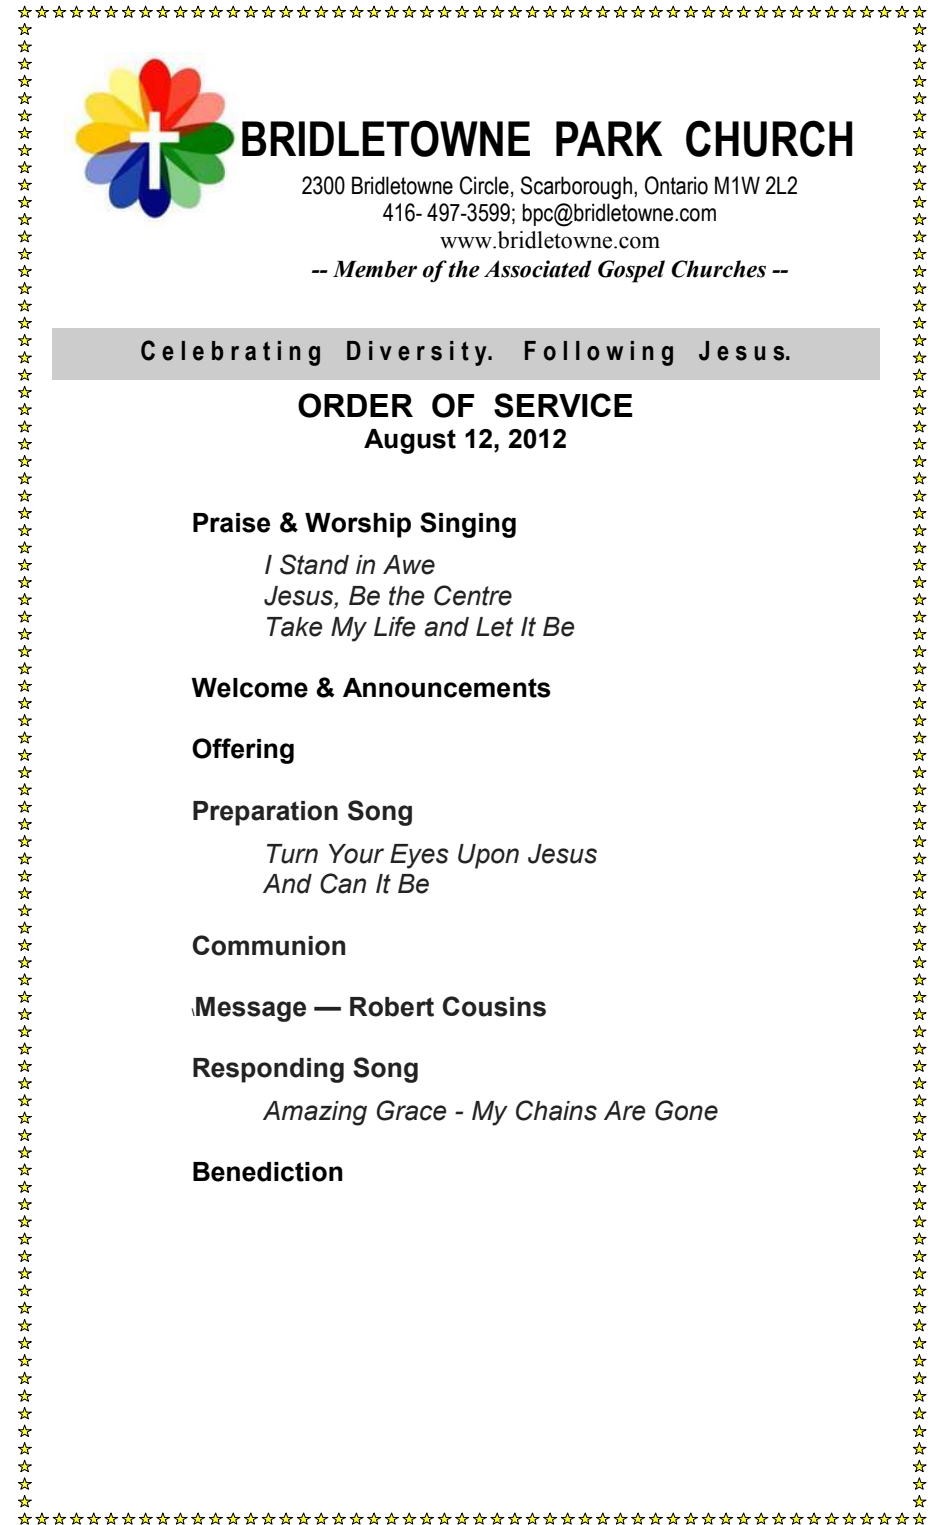 BRIDLETOWNE PARK CHURCH
2300 Bridletowne Circle, Scarborough, Ontario M1W 2L2
416- 497-3599; bpc@bridletowne.com
www.bridletowne.com
-- Member of the Associated Gospel Churches --
Celebrating Diversity. Following Jesus.
ORDER OF SERVICE
August 12, 2012
Praise & Worship Singing
I Stand in Awe
Jesus, Be the Centre
Take My Life and Let It Be
Welcome & Announcements
Offering
Preparation Song
Turn Your Eyes Upon Jesus
And Can It Be
Communion
\Message — Robert Cousins
Responding Song
Amazing Grace - My Chains Are Gone
Benediction